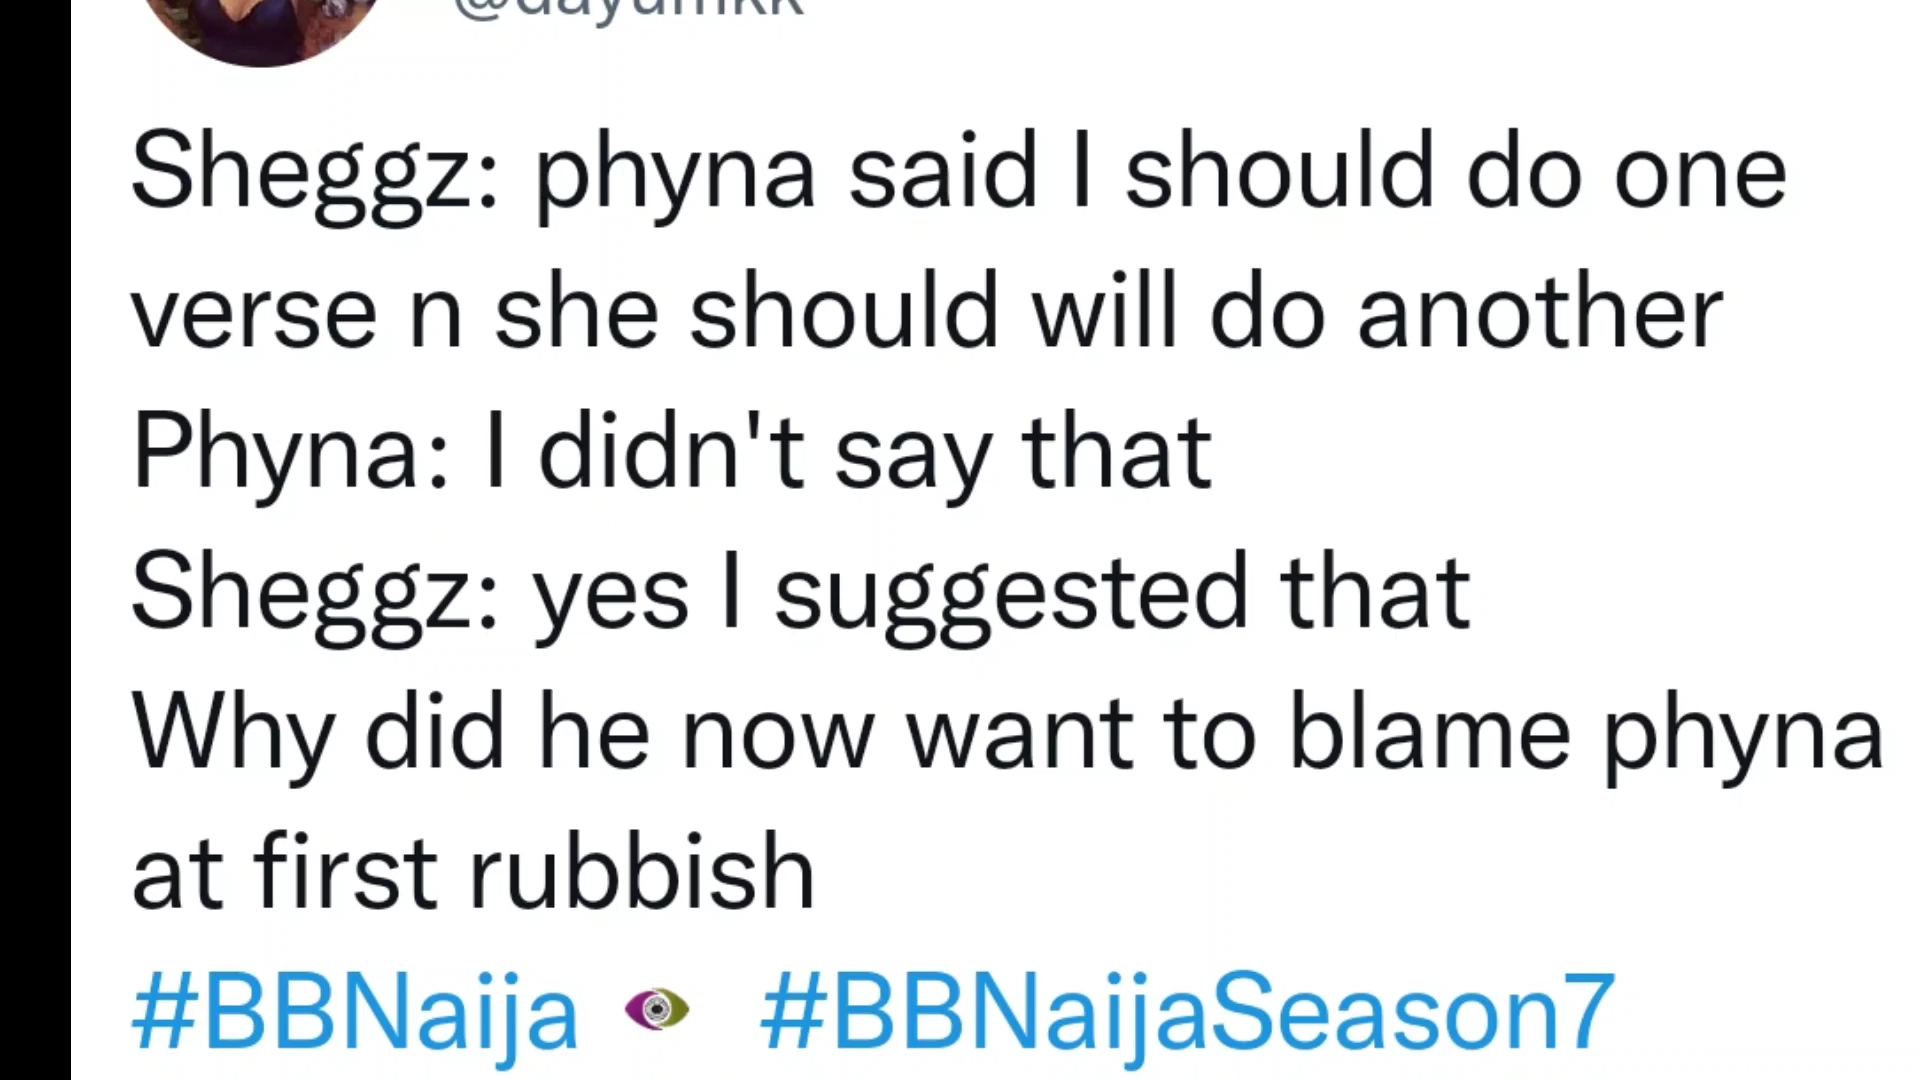 Sheggz: phyna said I should do one
verse n she should will do another
Phyna: I didn't say that
Sheggz: yes I suggested that
Why did he now want to blame phyna
at first rubbish
#BBNaija #BBNaijaSeason7